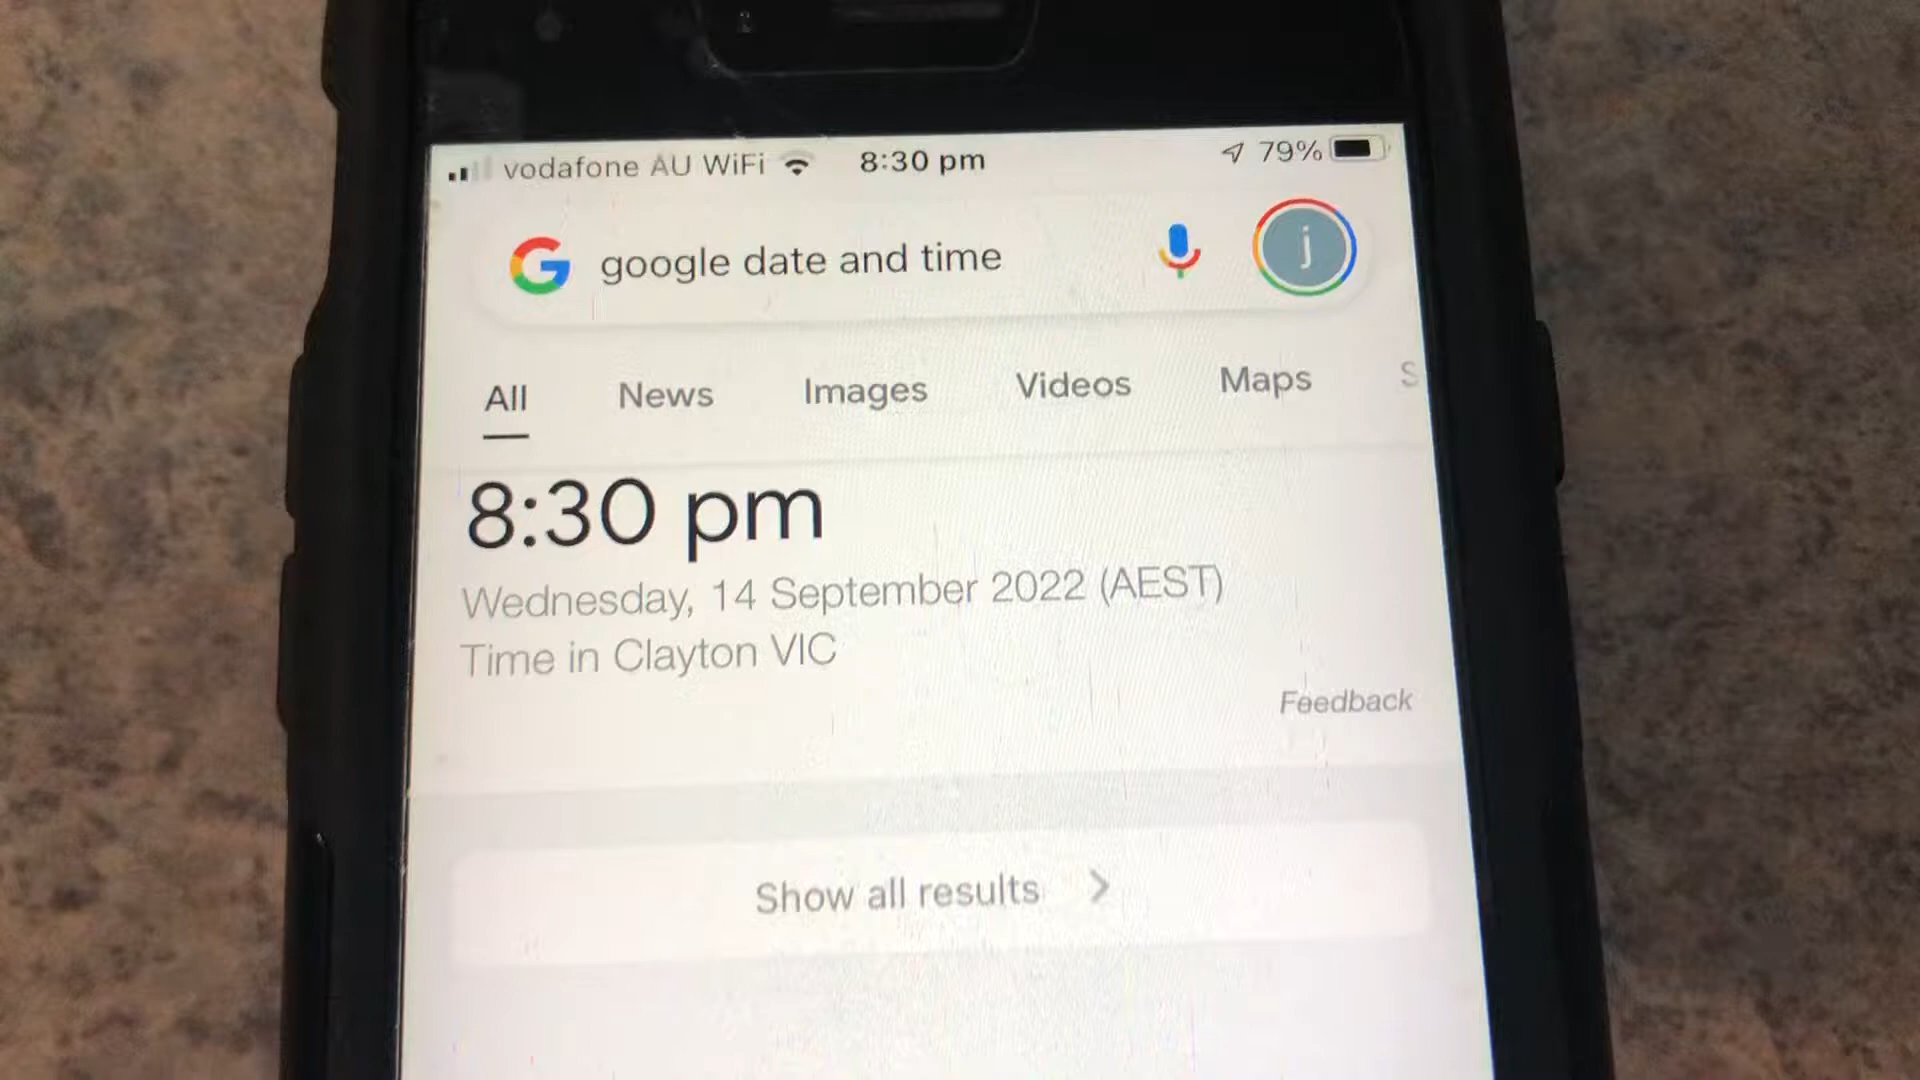 vodafone AU WiFi 8:30 pm 79%
google date and time j
All News Images Videos Maps S
8:30 pm
Wednesday, 14 September 2022 (AEST)
Time in Clayton VIC
Feedback
Show all results